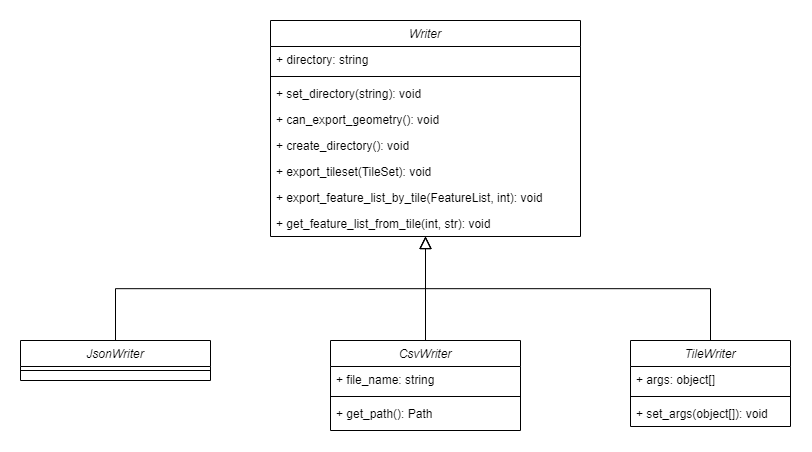 Writer
+ directory: string
+ set_directory(string): void
+ can_export_geometry(): void
+ create_directory(): void
+ export_tileset(TileSet): void
+ export_feature_list_by_tile(FeatureList, int): void
+ get_feature_list_from_tile(int, str): void
JsonWriter
CsvWriter
+ file_name: string
+ get_path(): Path
TileWriter
+ args: object[]
+ set_args(object[]): void